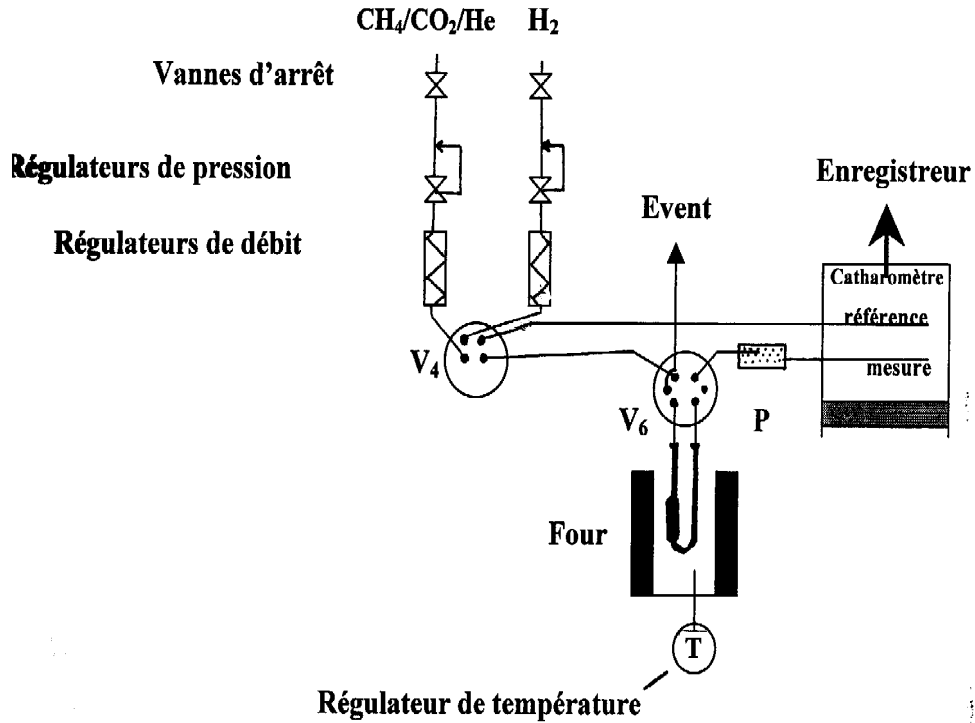 CH₄/CO₂/He H₂
Vannes d'arrêt
Régulateurs de pression
Enregistreur
Event
Régulateurs de débit
Catharomètre
référence
V₄
mesure
V₆
P
Four
T
Régulateur de température